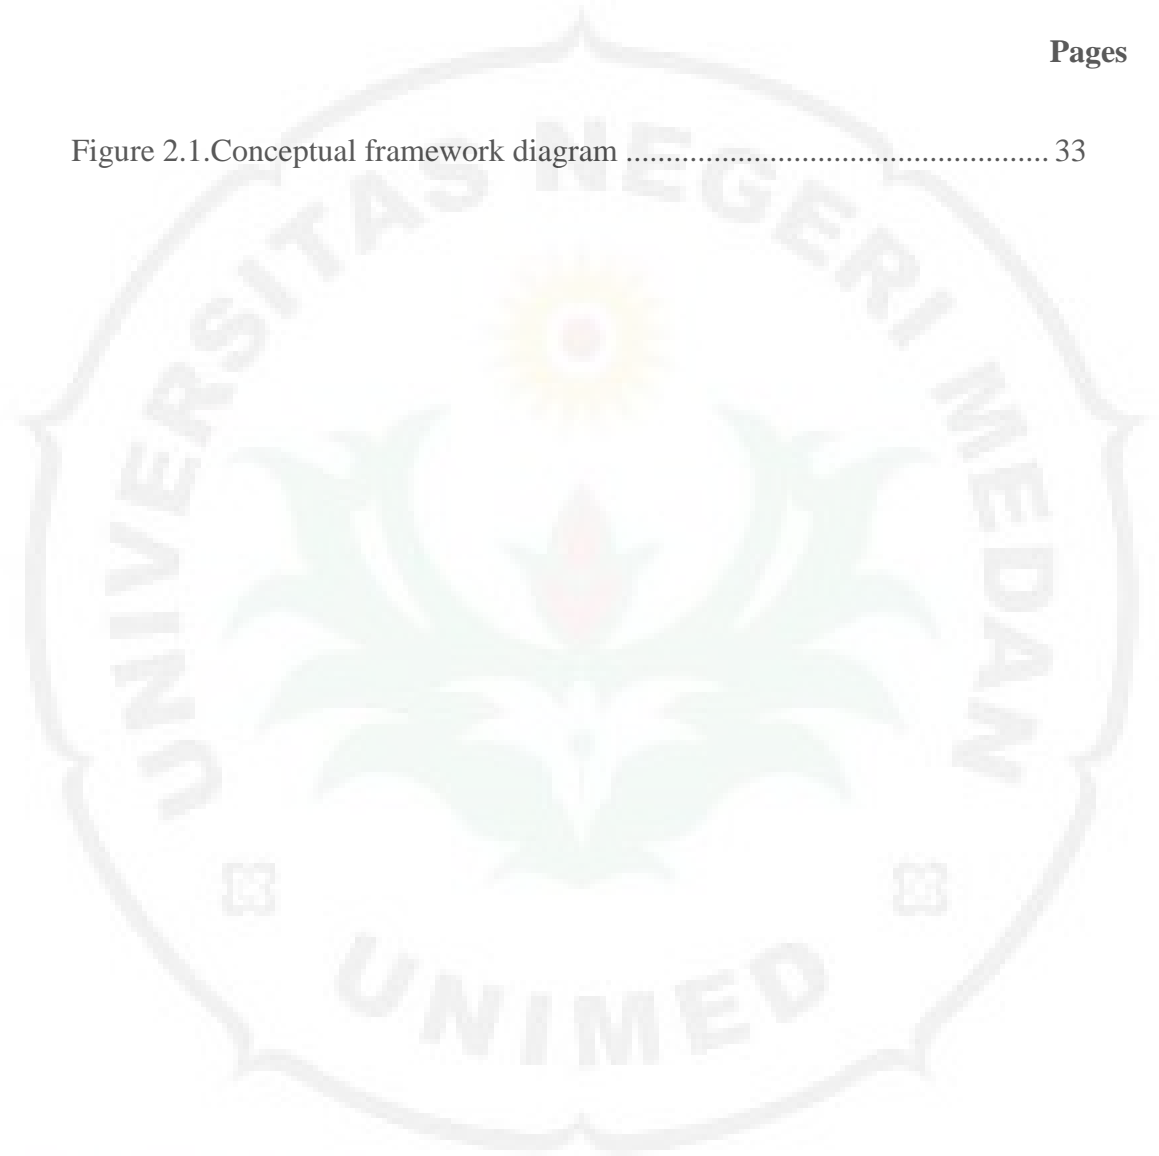 Pages
Figure 2.1.Conceptual framework diagram ..................................................... 33
UNIVERSITAS NEGERI MEDAN
UNIMED